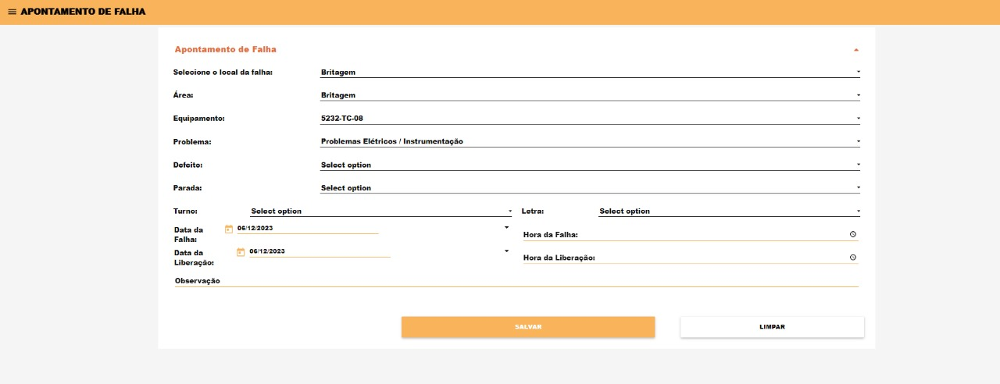 APONTAMENTO DE FALHA
Apontamento de Falha
Selecione o local da falha: Britagem
Área: Britagem
Equipamento: 5232-TC-08
Problema: Problemas Elétricos / Instrumentação
Defeito: Select option
Parada: Select option
Turno: Select option Letra: Select option
Data da
Falha: 06/12/2023 Hora da Falha:
Data da
Liberação: 06/12/2023 Hora da Liberação:
Observação
SALVAR LIMPAR